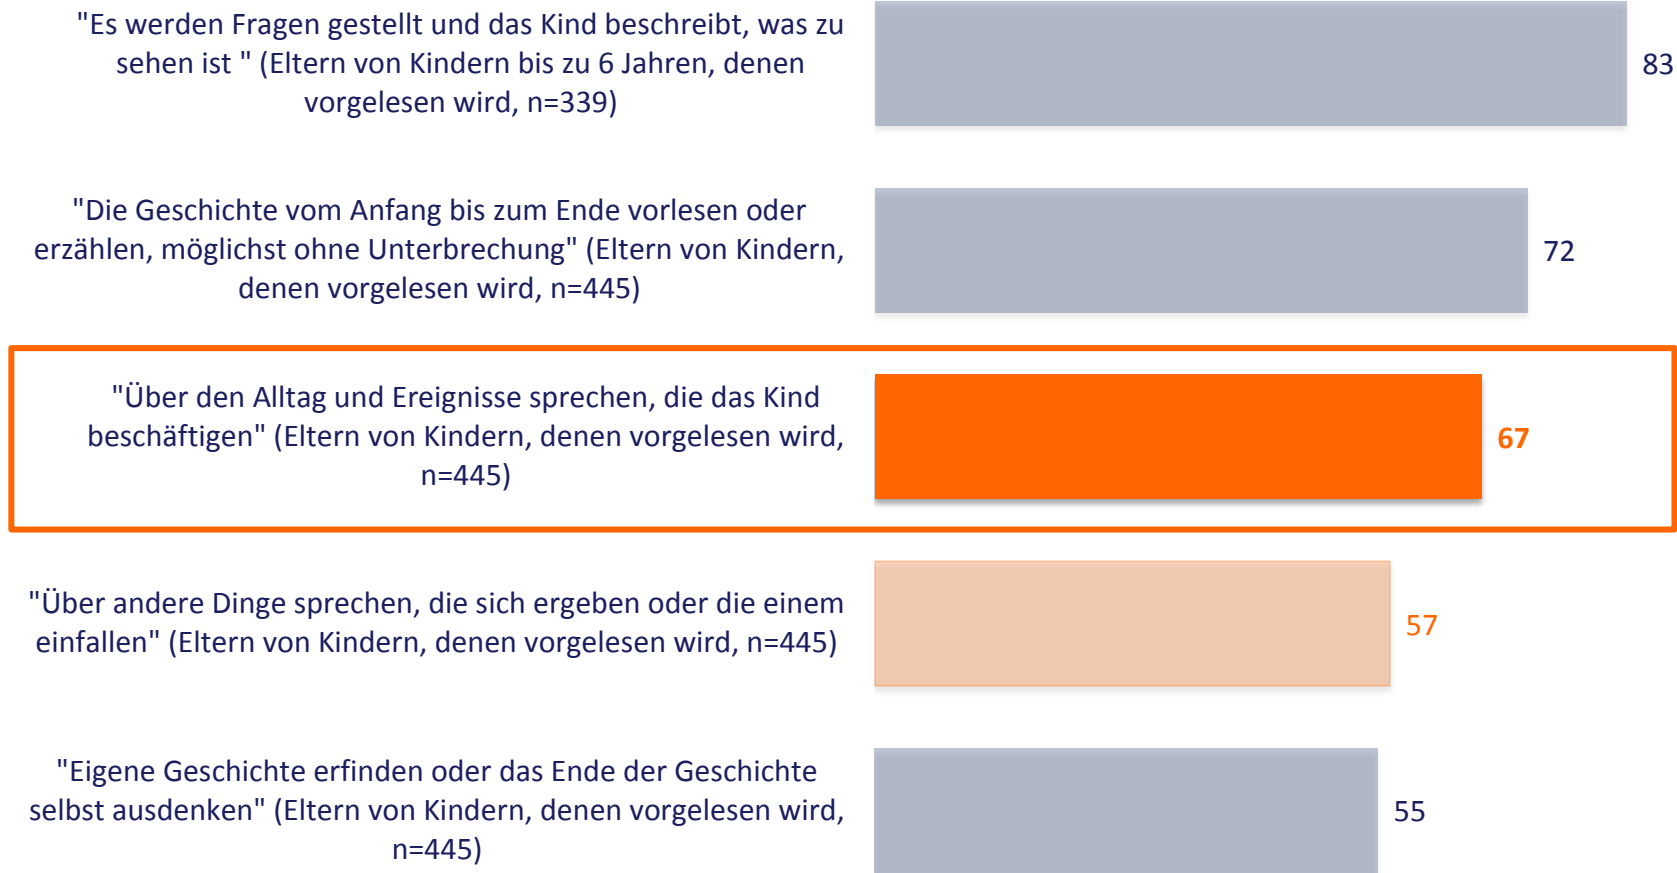 "Es werden Fragen gestellt und das Kind beschreibt, was zu
sehen ist " (Eltern von Kindern bis zu 6 Jahren, denen
vorgelesen wird, n=339)
83
"Die Geschichte vom Anfang bis zum Ende vorlesen oder
erzählen, möglichst ohne Unterbrechung" (Eltern von Kindern,
denen vorgelesen wird, n=445)
72
"Über den Alltag und Ereignisse sprechen, die das Kind
beschäftigen" (Eltern von Kindern, denen vorgelesen wird,
n=445)
67
"Über andere Dinge sprechen, die sich ergeben oder die einem
einfallen" (Eltern von Kindern, denen vorgelesen wird, n=445)
57
"Eigene Geschichte erfinden oder das Ende der Geschichte
selbst ausdenken" (Eltern von Kindern, denen vorgelesen wird,
n=445)
55